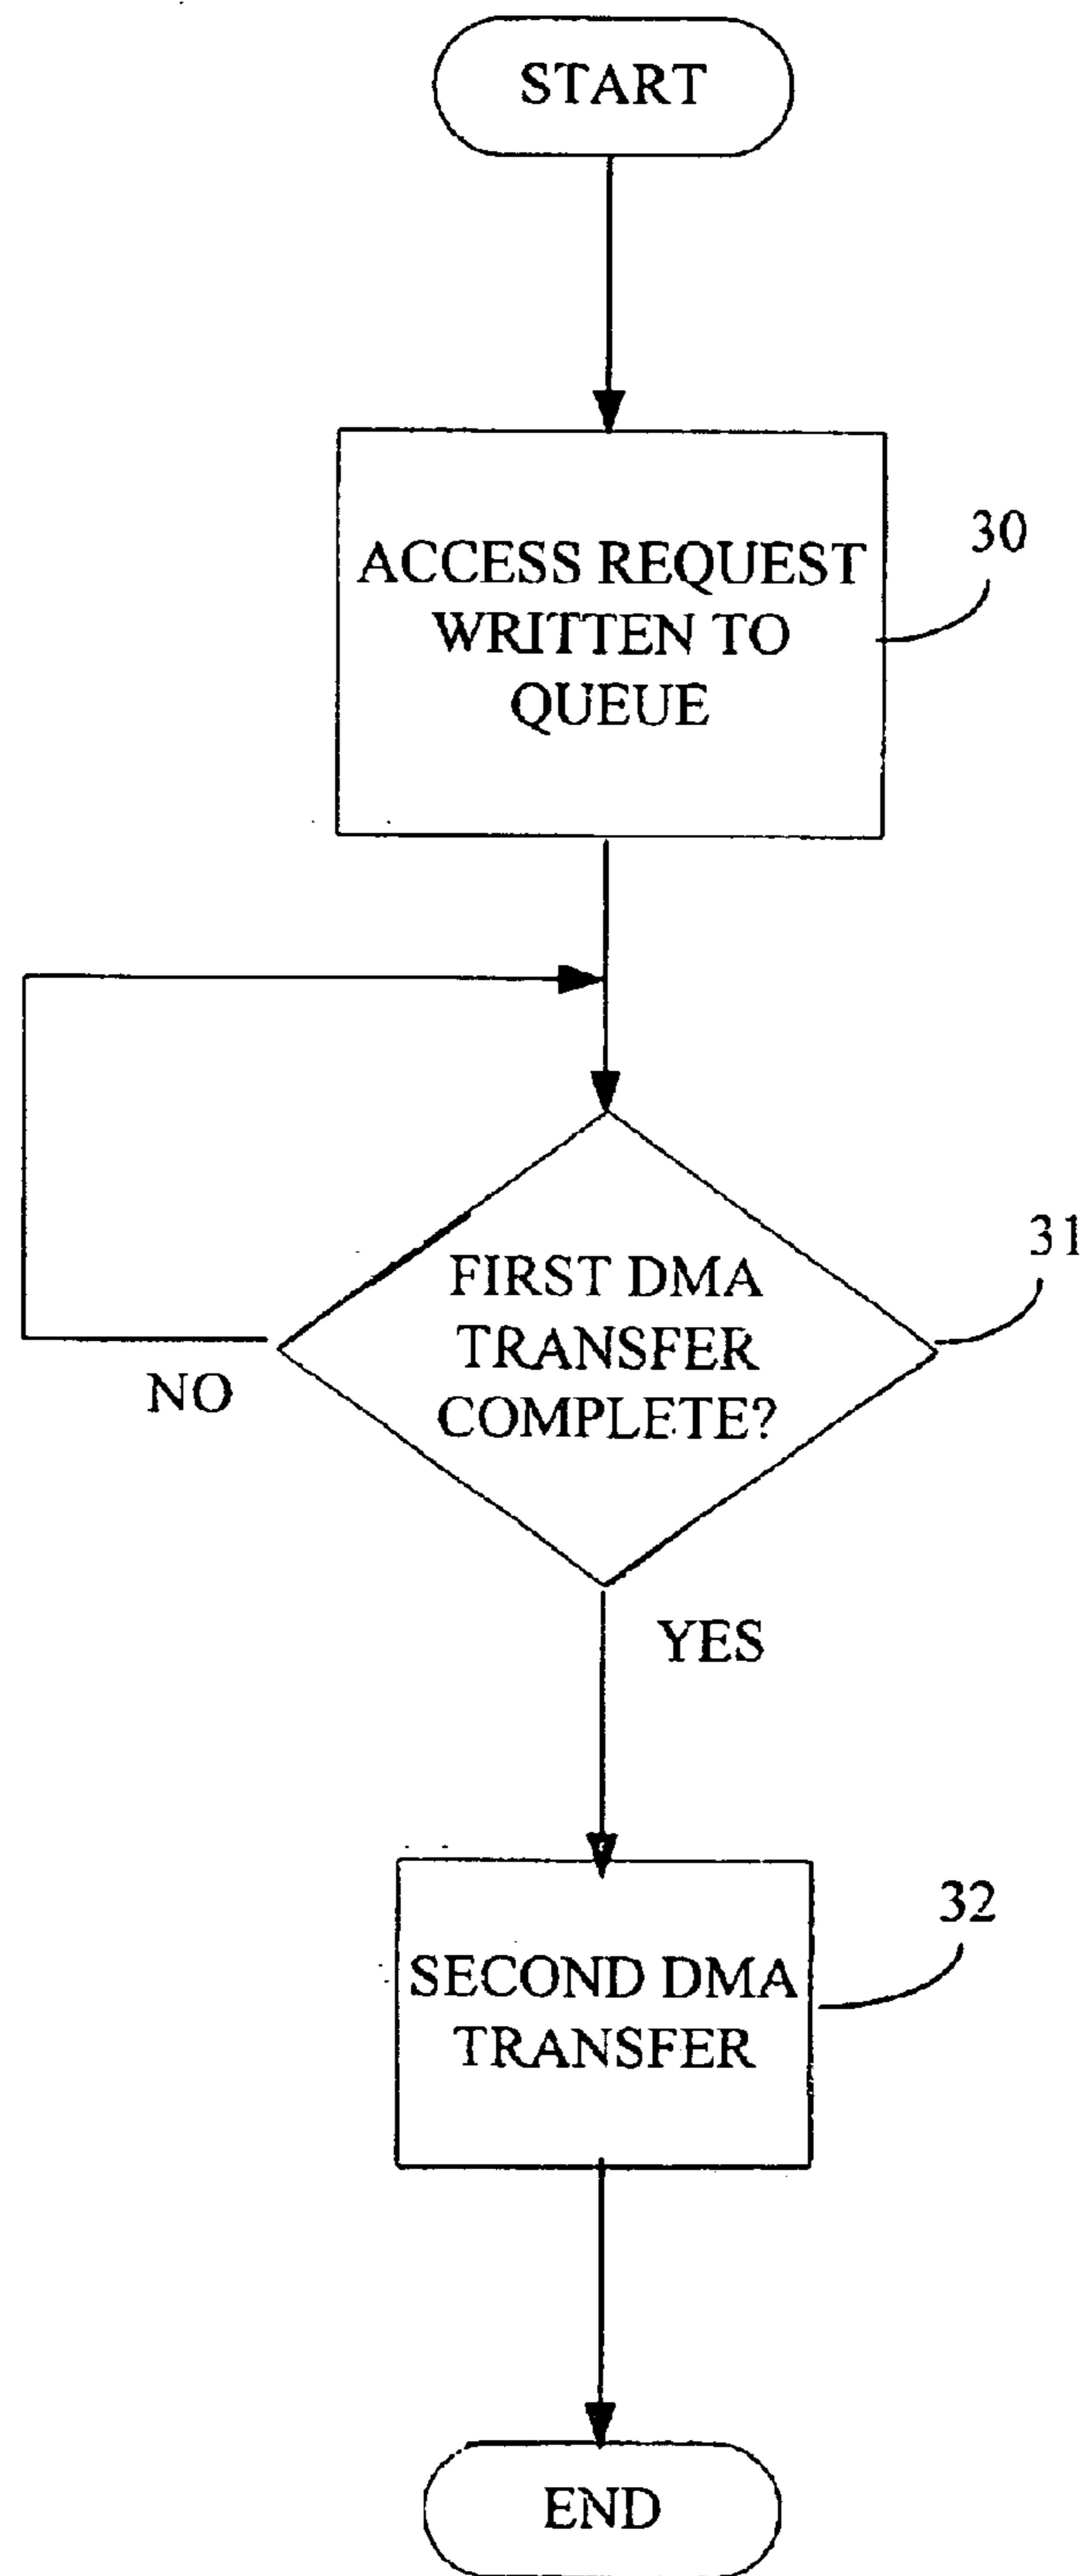 START
ACCESS REQUEST
WRITTEN TO
QUEUE
30
FIRST DMA
TRANSFER
COMPLETE?
31
NO
YES
SECOND DMA
TRANSFER
32
END